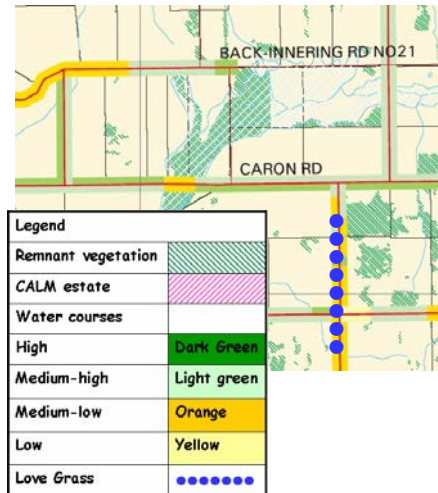 BACK-INNERING RD NO21
CARON RD
Legend
Remnant vegetation
CALM estate
Water courses
High Dark Green
Medium-high Light green
Medium-low Orange
Low Yellow
Love Grass